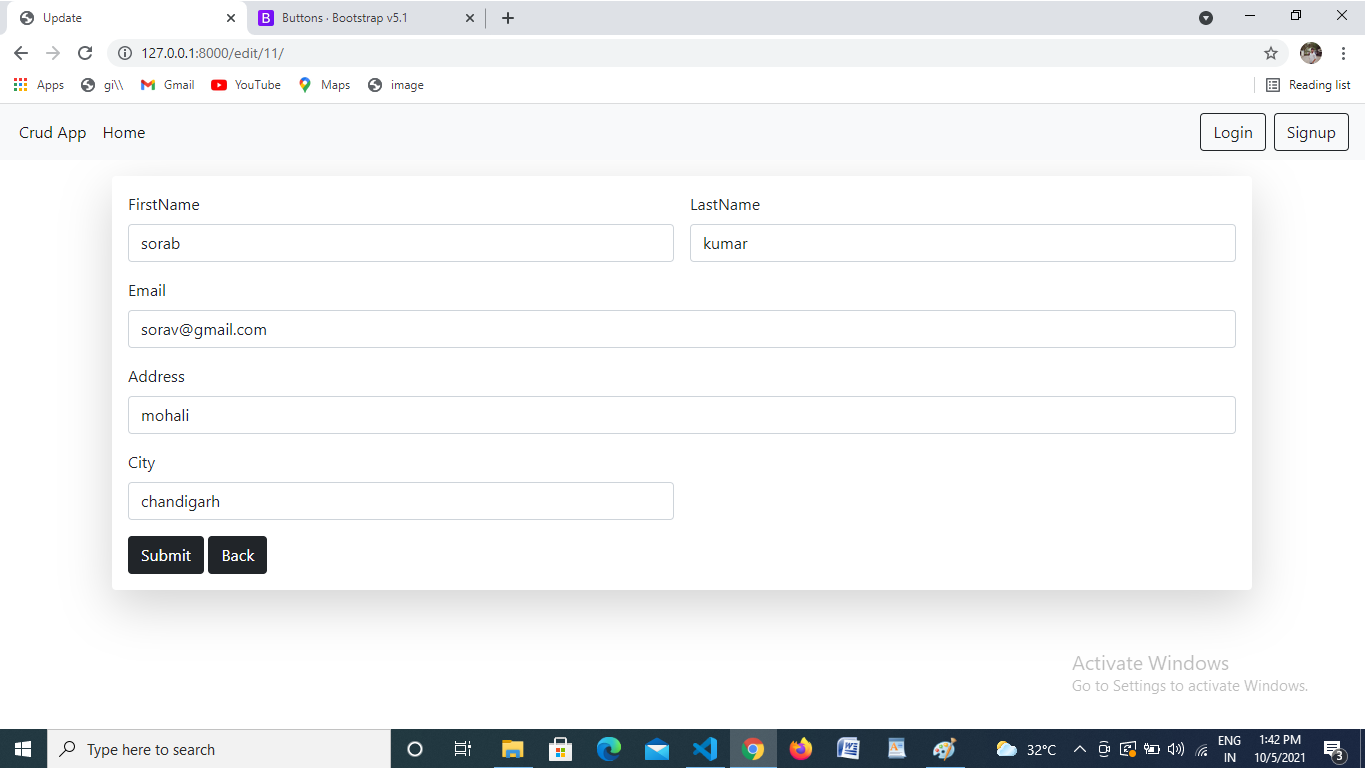 Update
Buttons · Bootstrap v5.1
127.0.0.1:8000/edit/11/
Apps gi\\ Gmail YouTube Maps image Reading list
Crud App Home Login Signup
FirstName LastName
sorab kumar
Email
sorav@gmail.com
Address
mohali
City
chandigarh
Submit Back
Activate Windows
Go to Settings to activate Windows.
Type here to search
32°C
ENG
IN
1:42 PM
10/5/2021
3